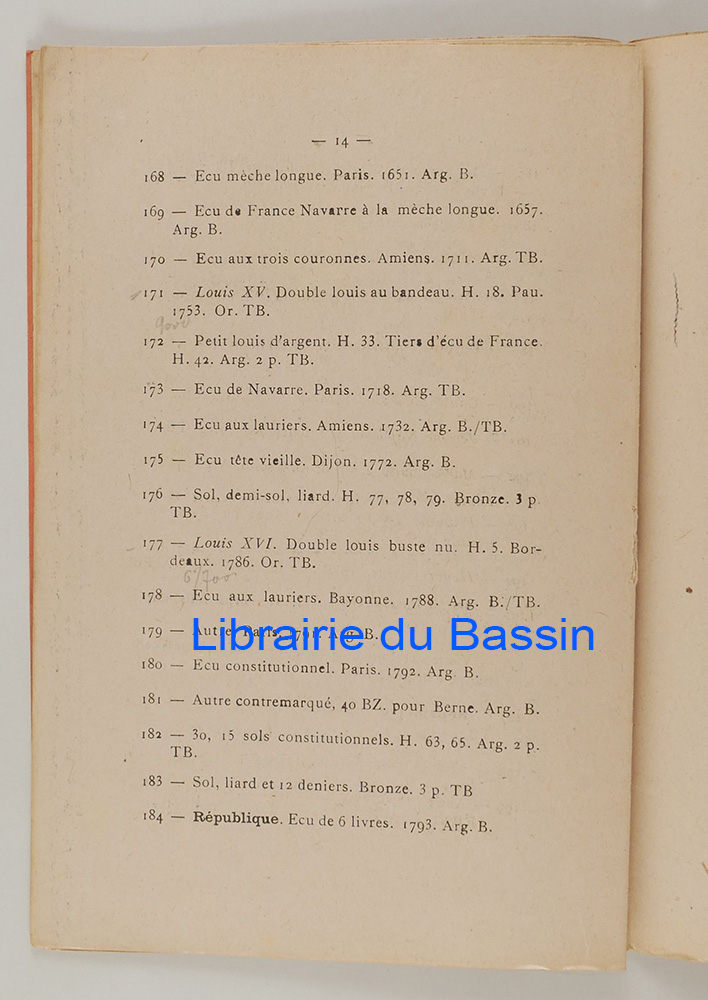 — 14 —
168 — Ecu mèche longue. Paris. 1651. Arg. B.
169 — Ecu de France Navarre à la mèche longue. 1657.
Arg. B.
170 — Ecu aux trois couronnes. Amiens. 1711. Arg. TB.
171 — Louis XV. Double louis au bandeau. H. 18. Pau.
1753. Or. TB.
172 — Petit louis d'argent. H. 33. Tiers d'écu de France.
H. 42. Arg. 2 p. TB.
173 — Ecu de Navarre. Paris. 1718. Arg. TB.
174 — Ecu aux lauriers. Amiens. 1732. Arg. B./TB.
175 — Ecu tête vieille. Dijon. 1772. Arg. B.
176 — Sol, demi-sol, liard. H. 77, 78, 79. Bronze. 3 p.
TB.
177 — Louis XVI. Double louis buste nu. H. 5. Bor-
deaux. 1786. Or. TB.
178 — Ecu aux lauriers. Bayonne. 1788. Arg. B./TB.
179 — Autre. Paris. 1791. Arg. B.
Librairie du Bassin
180 — Ecu constitutionnel. Paris. 1792. Arg. B.
181 — Autre contremarqué, 40 BZ. pour Berne. Arg. B.
182 — 30, 15 sols constitutionnels. H. 63, 65. Arg. 2 p.
TB.
183 — Sol, liard et 12 deniers. Bronze. 3 p. TB
184 — République. Ecu de 6 livres. 1793. Arg. B.